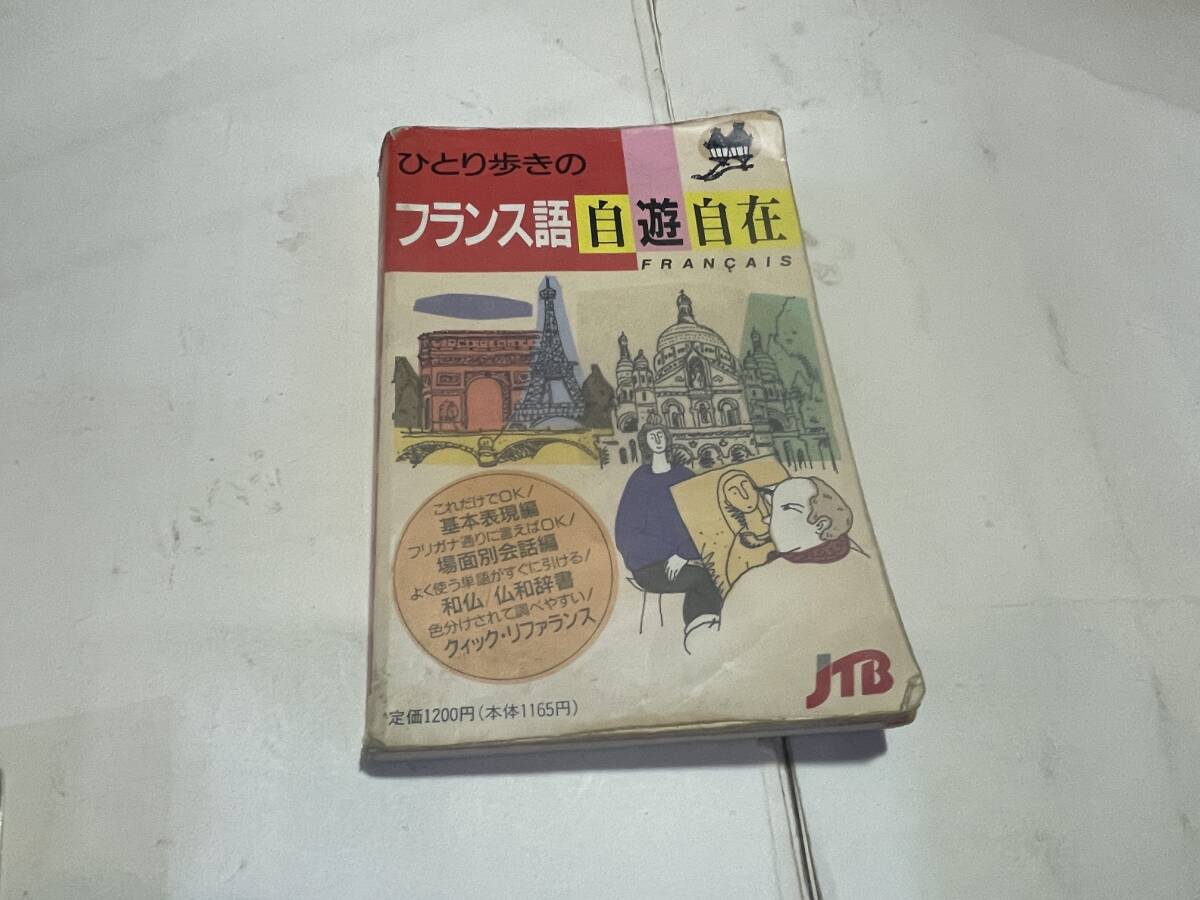 ひとり歩きの
フランス語自遊自在
FRANÇAIS
これだけでOK!
基本表現編
フリガナ通りに言えばOK!
場面別会話編
よく使う単語がすぐに引ける!
和仏/仏和辞書
色分けされて調べやすい!
クィック・リファランス
JTB
定価1200円(本体1165円)